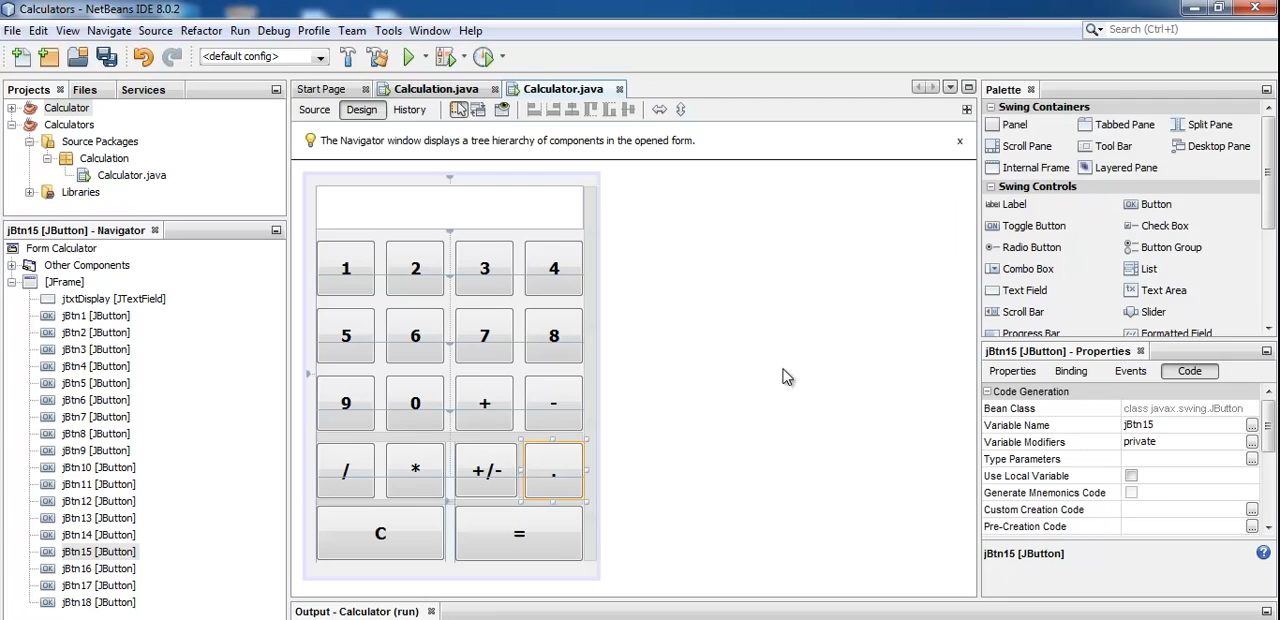 Calculators - NetBeans IDE 8.0.2
File Edit View Navigate Source Refactor Run Debug Profile Team Tools Window Help
Search (Ctrl+I)
<default config>
Projects Files Services
Calculator
Calculators
Source Packages
Calculation
Calculator.java
Libraries
jBtn15 [JButton] - Navigator
Form Calculator
Other Components
[JFrame]
jtxtDisplay [JTextField]
jBtn1 [JButton]
jBtn2 [JButton]
jBtn3 [JButton]
jBtn4 [JButton]
jBtn5 [JButton]
jBtn6 [JButton]
jBtn7 [JButton]
jBtn8 [JButton]
jBtn9 [JButton]
jBtn10 [JButton]
jBtn11 [JButton]
jBtn12 [JButton]
jBtn13 [JButton]
jBtn14 [JButton]
jBtn15 [JButton]
jBtn16 [JButton]
jBtn17 [JButton]
jBtn18 [JButton]
Start Page Calculation.java Calculator.java
Source Design History
The Navigator window displays a tree hierarchy of components in the opened form. x
1 2 3 4
5 6 7 8
9 0 + -
/ * +/- .
C =
Output - Calculator (run)
Palette
Swing Containers
Panel Tabbed Pane Split Pane
Scroll Pane Tool Bar Desktop Pane
Internal Frame Layered Pane
Swing Controls
label Label OK Button
ON Toggle Button Check Box
Radio Button Button Group
Combo Box List
Text Field Text Area
Scroll Bar Slider
Progress Bar Formatted Field
jBtn15 [JButton] - Properties
Properties Binding Events Code
Code Generation
Bean Class class javax.swing.JButton
Variable Name jBtn15
Variable Modifiers private
Type Parameters
Use Local Variable
Generate Mnemonics Code
Custom Creation Code
Pre-Creation Code
jBtn15 [JButton]